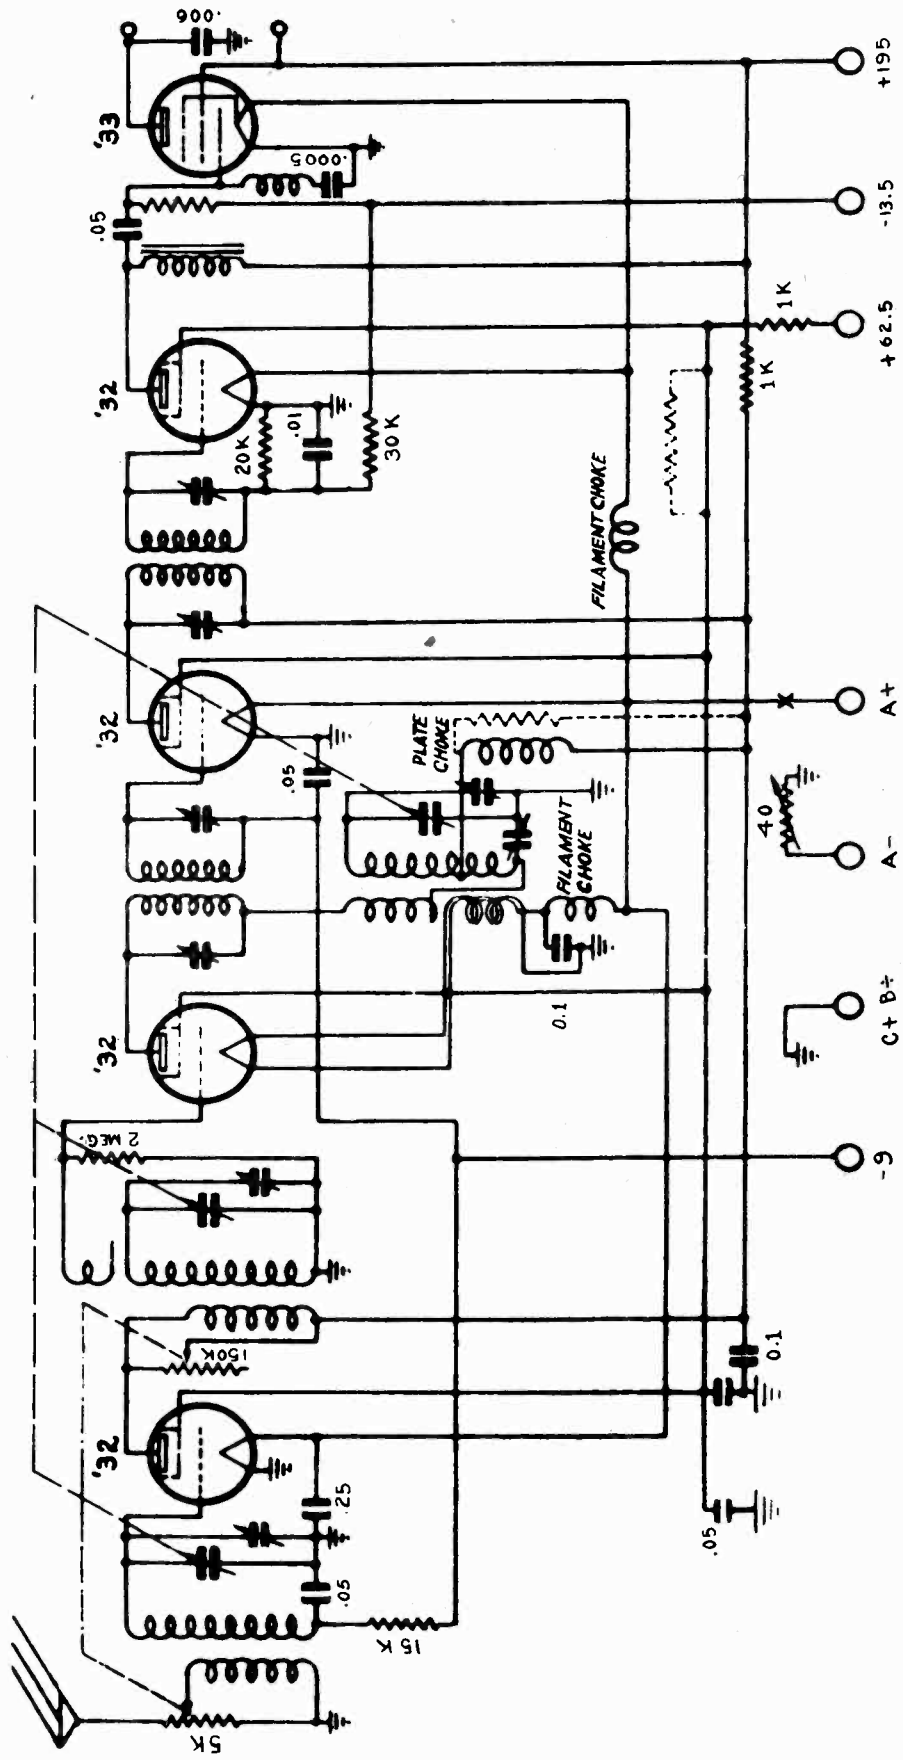 5K
'32
150K
2 MEG.
'32
'32
'32
'33
.05
.25
15K
.05
20K
.01
30K
.05
.0005
.006
PLATE
CHOKE
FILAMENT
CHOKE
0.1
FILAMENT CHOKE
.05
0.1
40
1K
1K
-9
C+ B÷
A-
A+
+62.5
-13.5
+195